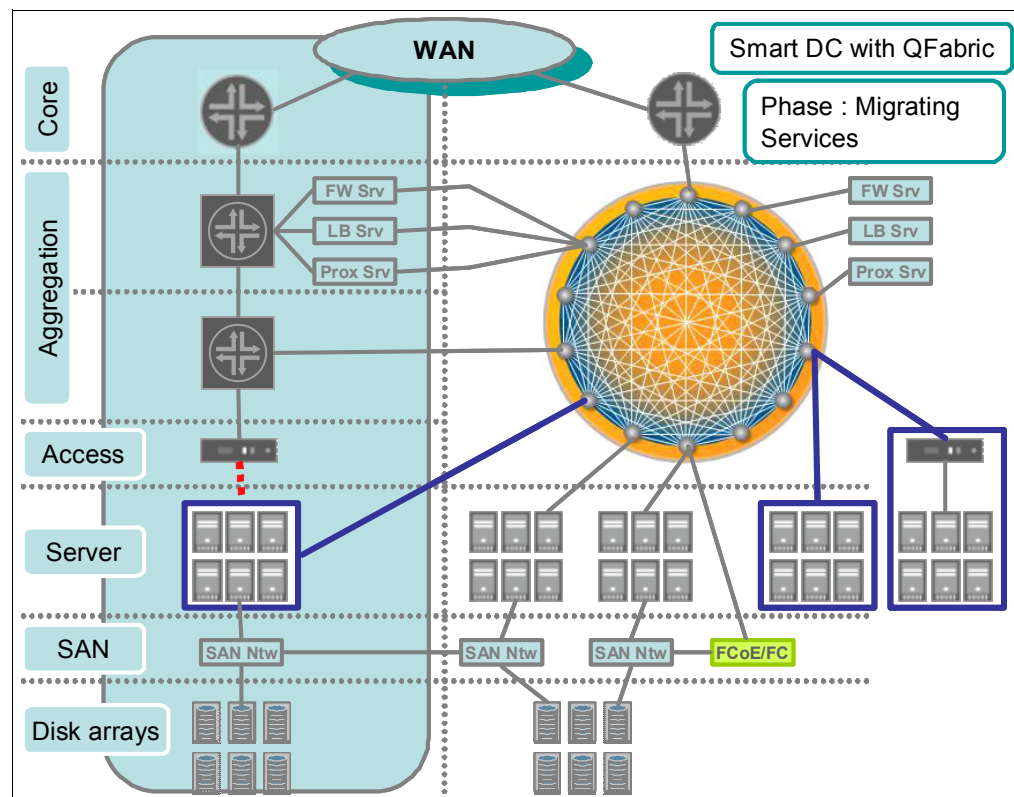 WAN
Smart DC with QFabric
Phase : Migrating
Services
Core
Aggregation
FW Srv
LB Srv
Prox Srv
FW Srv
LB Srv
Prox Srv
Access
Server
SAN
SAN Ntw
SAN Ntw
SAN Ntw
FCoE/FC
Disk arrays